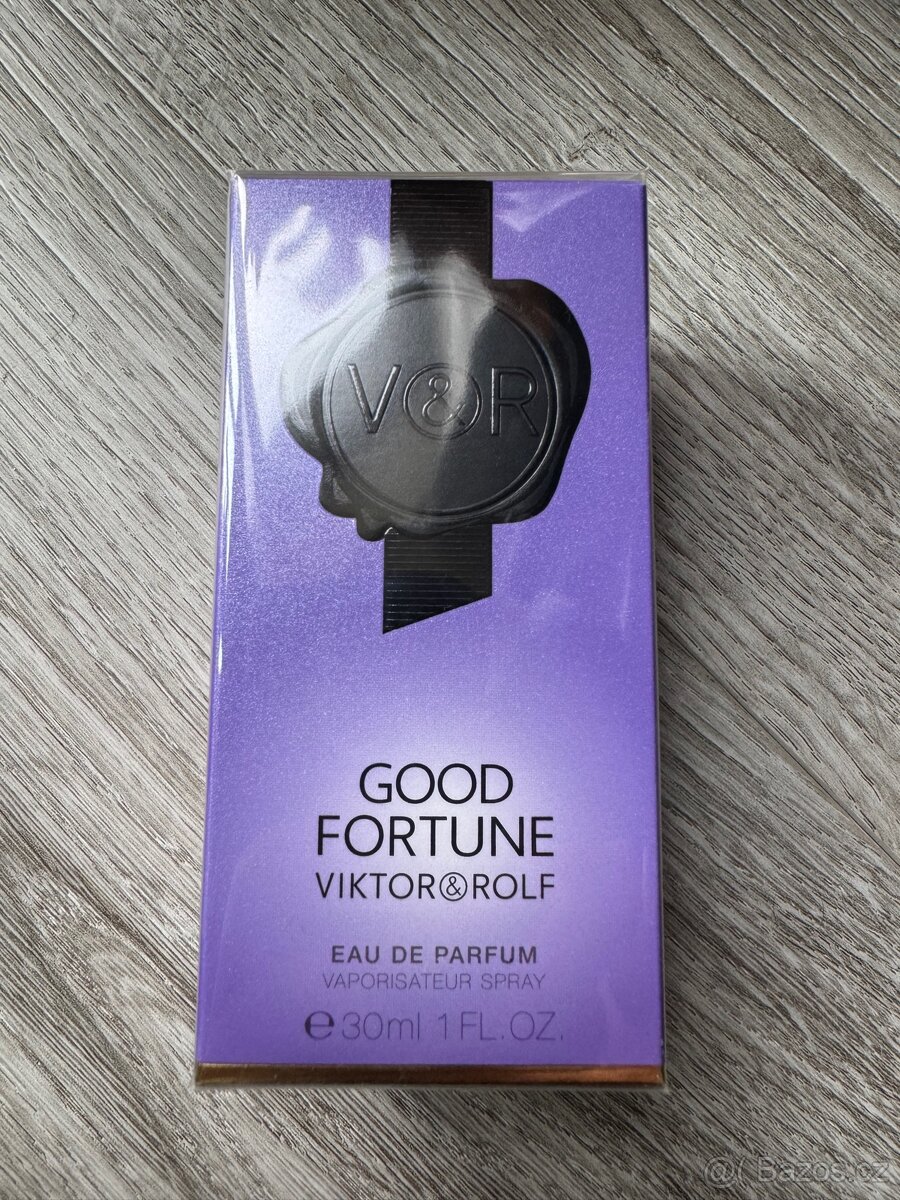 V&R
GOOD
FORTUNE
VIKTOR&ROLF
EAU DE PARFUM
VAPORISATEUR SPRAY
℮30ml 1 FL.OZ.
@( Bazos.cz